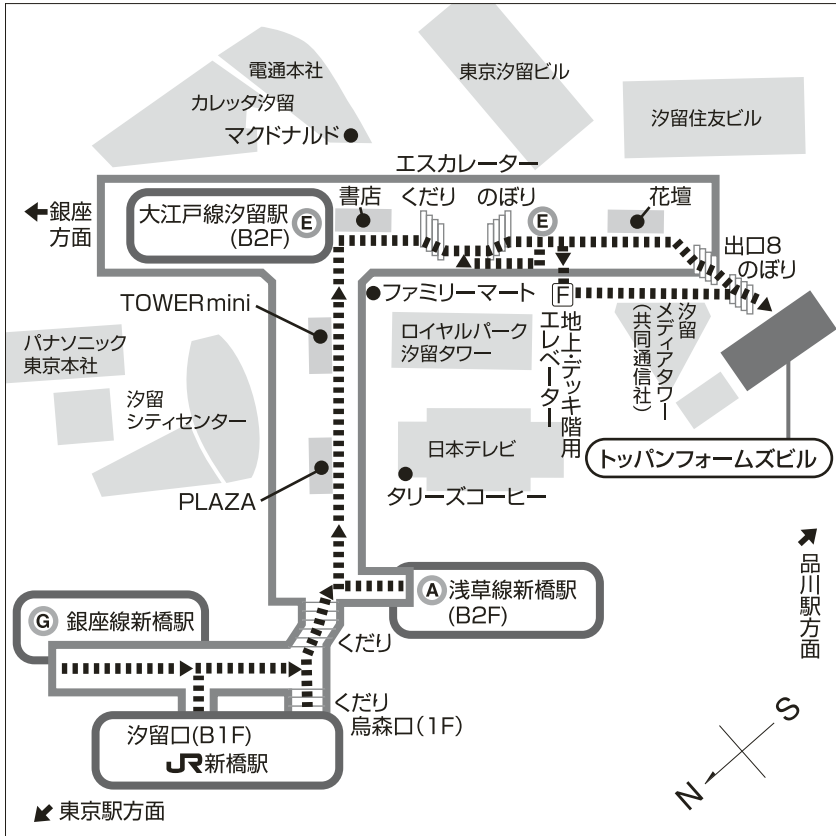 電通本社
カレッタ汐留
マクドナルド
東京汐留ビル
汐留住友ビル
エスカレーター
銀座
方面
大江戸線汐留駅
(B2F)
E
書店
くだり
のぼり
E
花壇
出口8
のぼり
TOWERmini
ファミリーマート
F
地上・デッキ階用
エレベーター
ロイヤルパーク
汐留タワー
汐留
メディアタワー
(共同通信社)
パナソニック
東京本社
汐留
シティセンター
日本テレビ
トッパンフォームズビル
タリーズコーヒー
PLAZA
品川駅方面
A
浅草線新橋駅
(B2F)
G
銀座線新橋駅
くだり
くだり
烏森口(1F)
汐留口(B1F)
JR新橋駅
S
N
東京駅方面